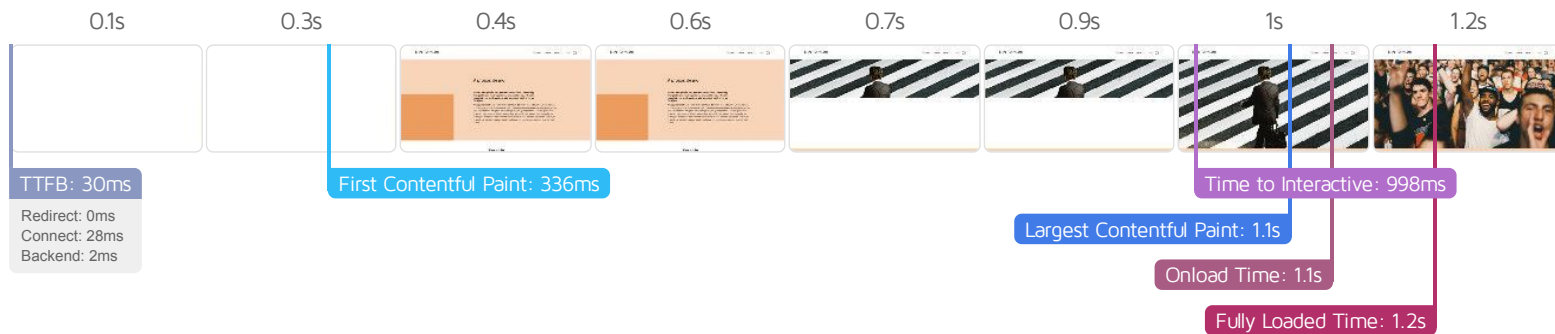 0.1s
0.3s
0.4s
0.6s
0.7s
0.9s
1s
1.2s
TTFB: 30ms
Redirect: 0ms
Connect: 28ms
Backend: 2ms
First Contentful Paint: 336ms
Time to Interactive: 998ms
Largest Contentful Paint: 1.1s
Onload Time: 1.1s
Fully Loaded Time: 1.2s